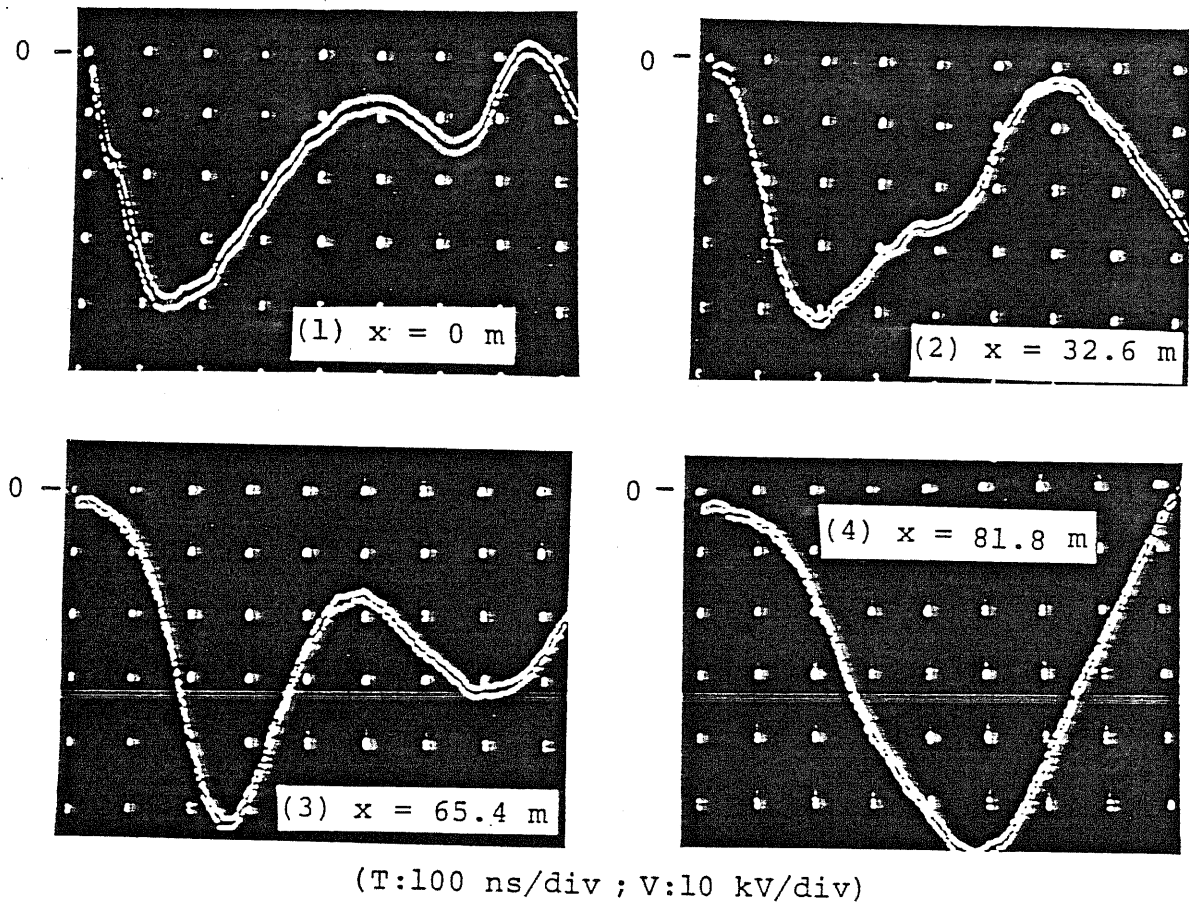 0
(1) x = 0 m
0
(2) x = 32.6 m
0
(3) x = 65.4 m
0
(4) x = 81.8 m
(T:100 ns/div ; V:10 kV/div)